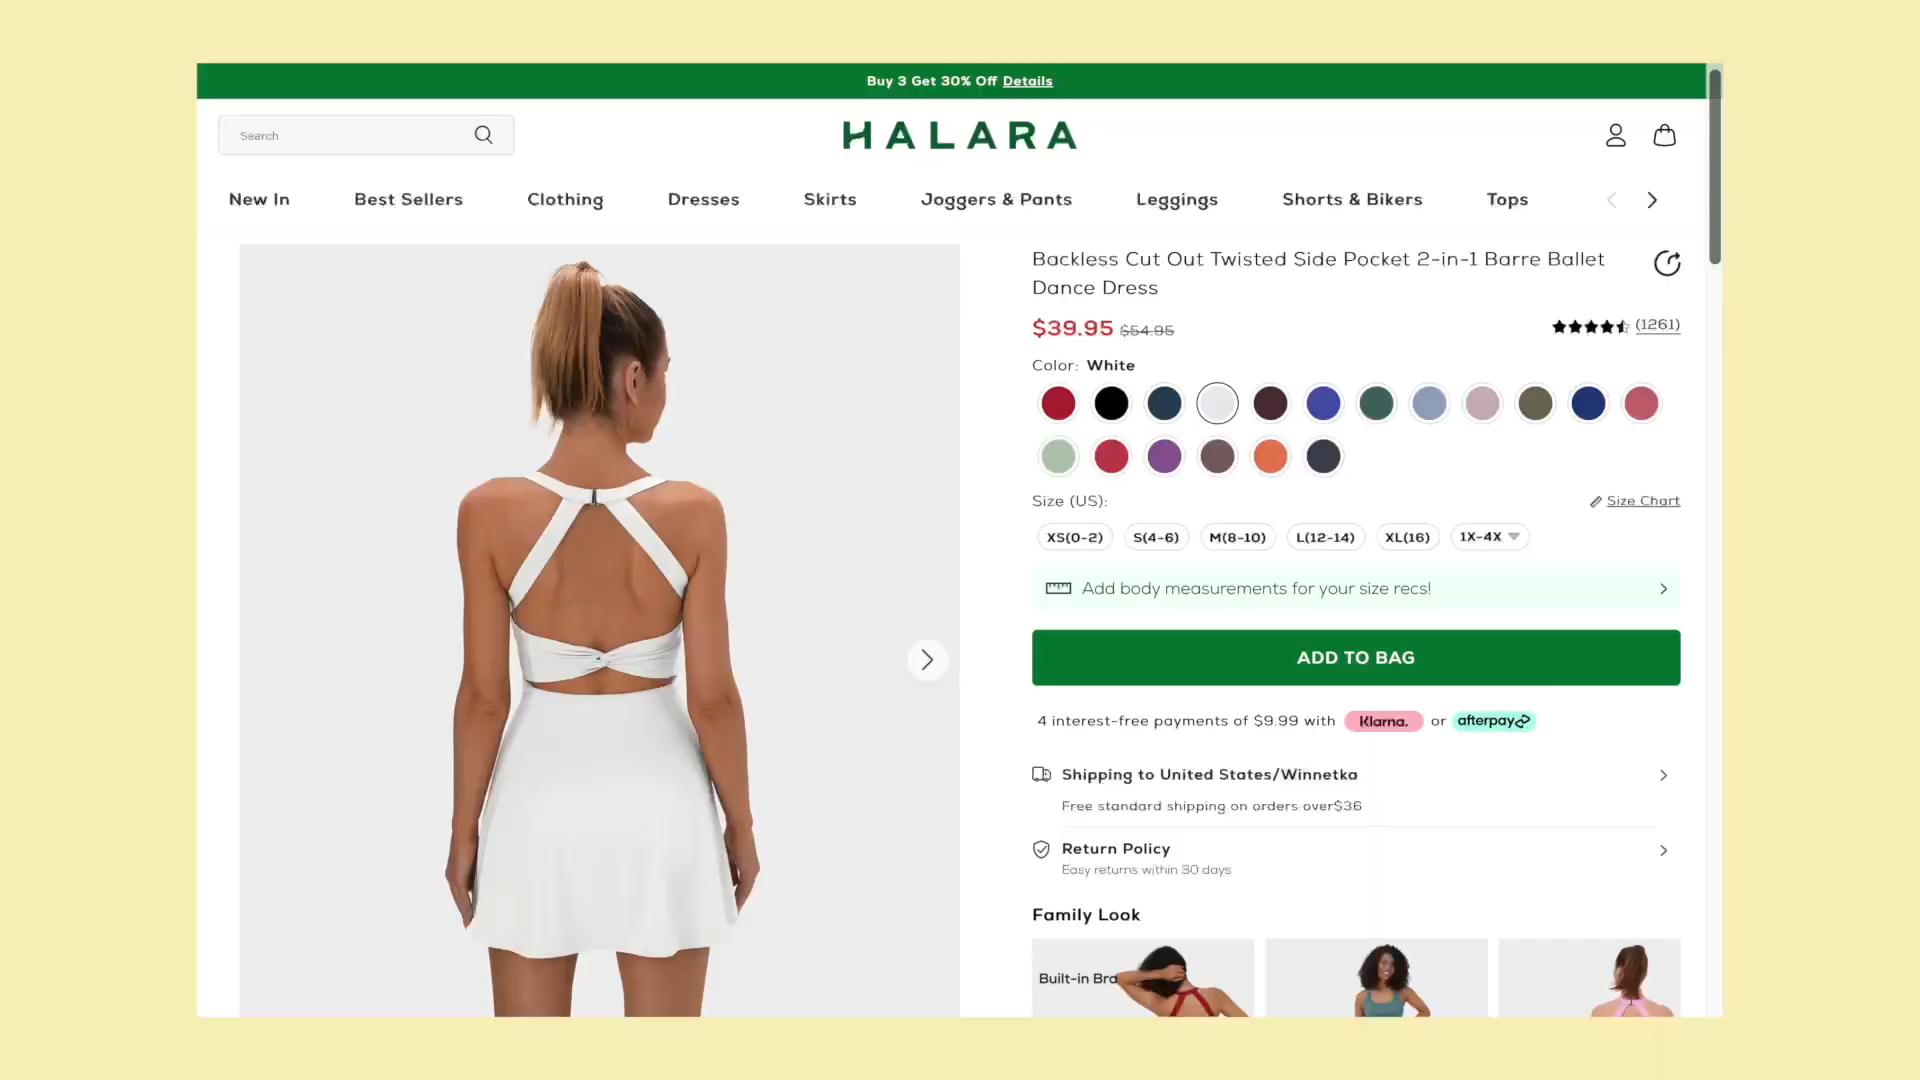 Buy 3 Get 30% Off Details
Search
HALARA
New In Best Sellers Clothing Dresses Skirts Joggers & Pants Leggings Shorts & Bikers Tops
Backless Cut Out Twisted Side Pocket 2-in-1 Barre Ballet
Dance Dress
$39.95 $54.95
(1261)
Color: White
Size (US):
Size Chart
XS(0-2) S(4-6) M(8-10) L(12-14) XL(16) 1X-4X
Add body measurements for your size recs!
ADD TO BAG
4 interest-free payments of $9.99 with Klarna. or afterpay
Shipping to United States/Winnetka
Free standard shipping on orders over$36
Return Policy
Easy returns within 30 days
Family Look
Built-in Bra